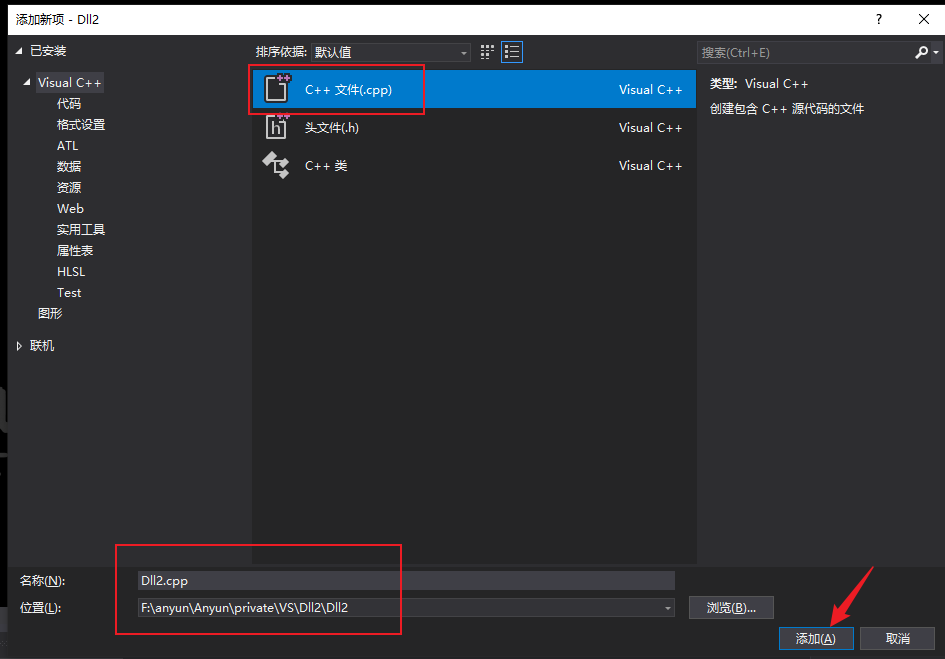 添加新项 - Dll2
?
已安装
排序依据: 默认值
搜索(Ctrl+E)
Visual C++
代码
格式设置
ATL
数据
资源
Web
实用工具
属性表
HLSL
Test
图形
联机
C++ 文件(.cpp) Visual C++
头文件(.h) Visual C++
C++ 类 Visual C++
类型: Visual C++
创建包含 C++ 源代码的文件
名称(N): Dll2.cpp
位置(L): F:\anyun\Anyun\private\VS\Dll2\Dll2
浏览(B)...
添加(A) 取消